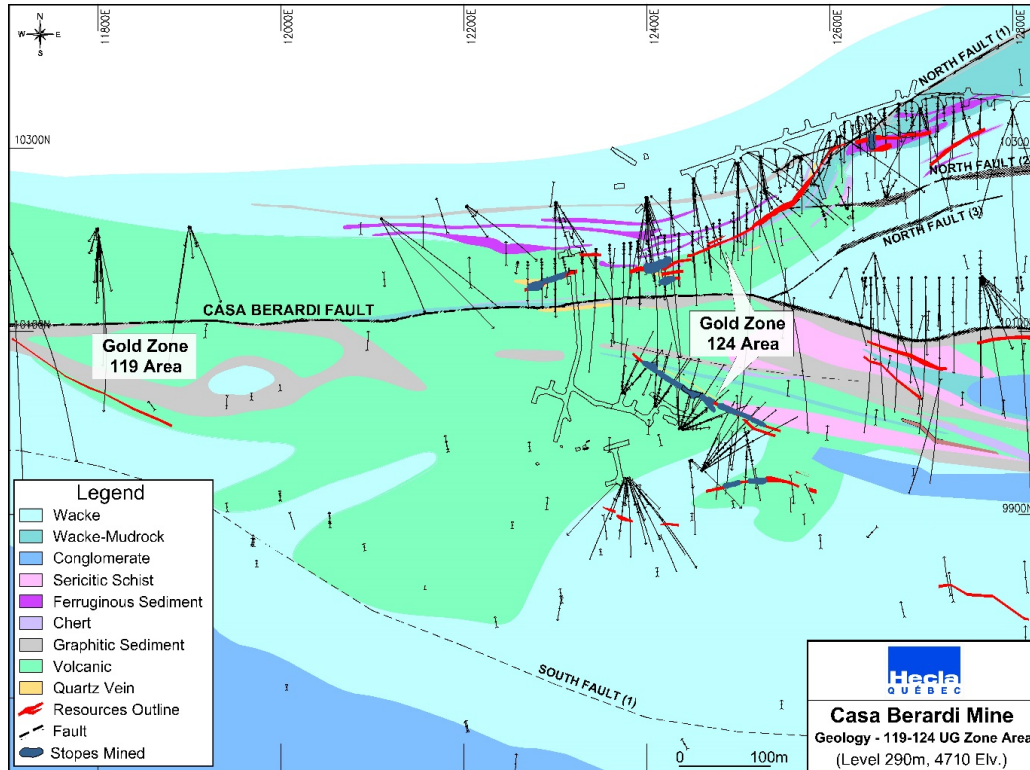 N
W E
S
11800E
12000E
12200E
12400E
12600E
12800E
NORTH FAULT (1)
10300N
10300
NORTH FAULT (2
NORTH FAULT (3)
CASA BERARDI FAULT
10100N
Gold Zone
119 Area
Gold Zone
124 Area
9900N
SOUTH FAULT (1)
Legend
Wacke
Wacke-Mudrock
Conglomerate
Sericitic Schist
Ferruginous Sediment
Chert
Graphitic Sediment
Volcanic
Quartz Vein
Resources Outline
Fault
Stopes Mined
0 100m
Hecla
QUÉBEC
Casa Berardi Mine
Geology - 119-124 UG Zone Area
(Level 290m, 4710 Elv.)